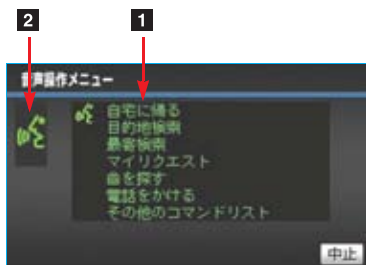 2 1
音声操作メニュー
自宅に帰る
目的地検索
最寄検索
マイリクエスト
曲を探す
電話をかける
その他のコマンドリスト
中止